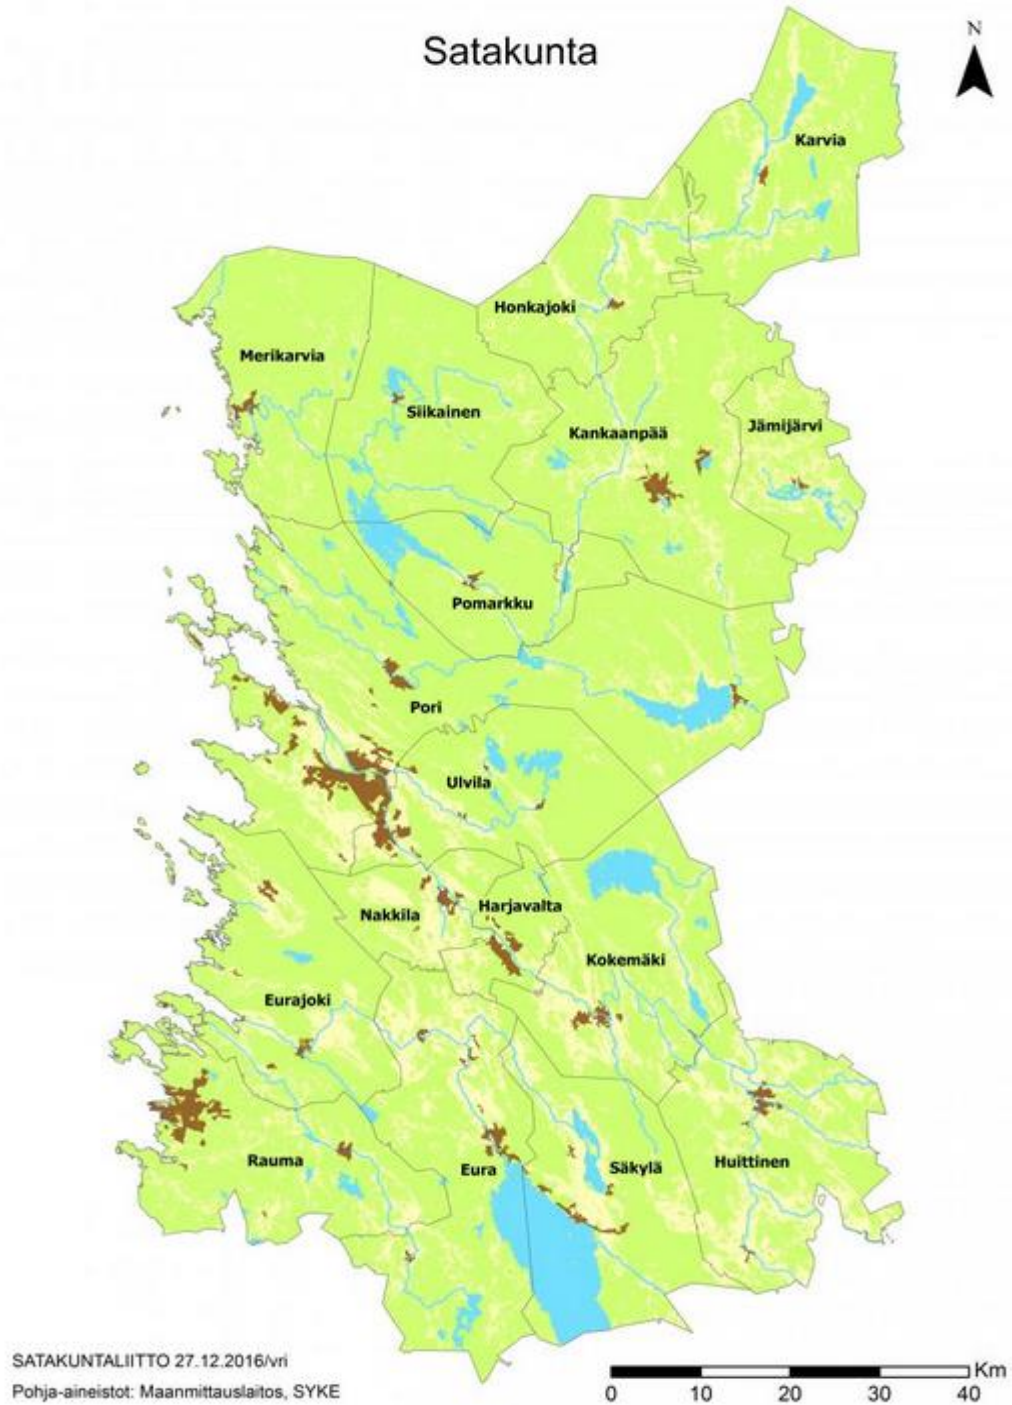 Satakunta
N
Karvia
Honkajoki
Merikarvia
Siikainen
Kankaanpää
Jämijärvi
Pomarkku
Pori
Ulvila
Nakkila
Harjavalta
Kokemäki
Eurajoki
Rauma
Eura
Säkylä
Huittinen
SATAKUNTALIITTO 27.12.2016/vri
Pohja-aineistot: Maanmittauslaitos, SYKE
Km
0 10 20 30 40